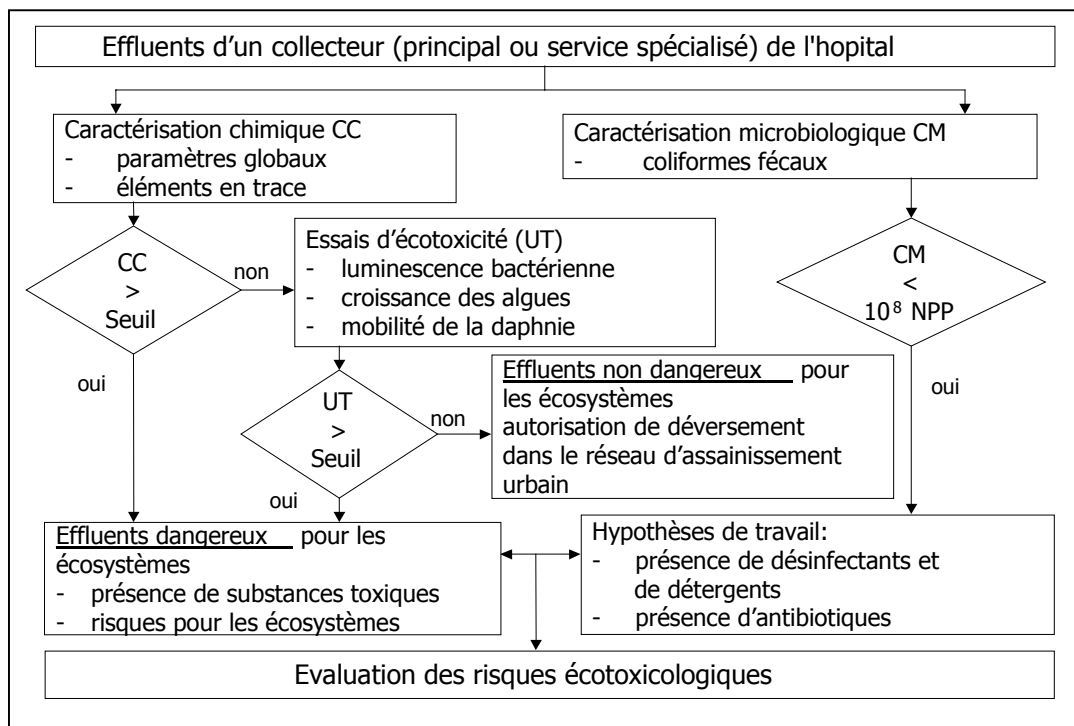 Effluents d’un collecteur (principal ou service spécialisé) de l'hopital
Caractérisation chimique CC
- paramètres globaux
- éléments en trace
Caractérisation microbiologique CM
- coliformes fécaux
CC
>
Seuil
non
oui
Essais d’écotoxicité (UT)
- luminescence bactérienne
- croissance des algues
- mobilité de la daphnie
CM
<
10⁸ NPP
oui
UT
>
Seuil
non
oui
Effluents non dangereux pour
les écosystèmes
autorisation de déversement
dans le réseau d’assainissement
urbain
Effluents dangereux pour les
écosystèmes
- présence de substances toxiques
- risques pour les écosystèmes
Hypothèses de travail:
- présence de désinfectants et
de détergents
- présence d’antibiotiques
Evaluation des risques écotoxicologiques